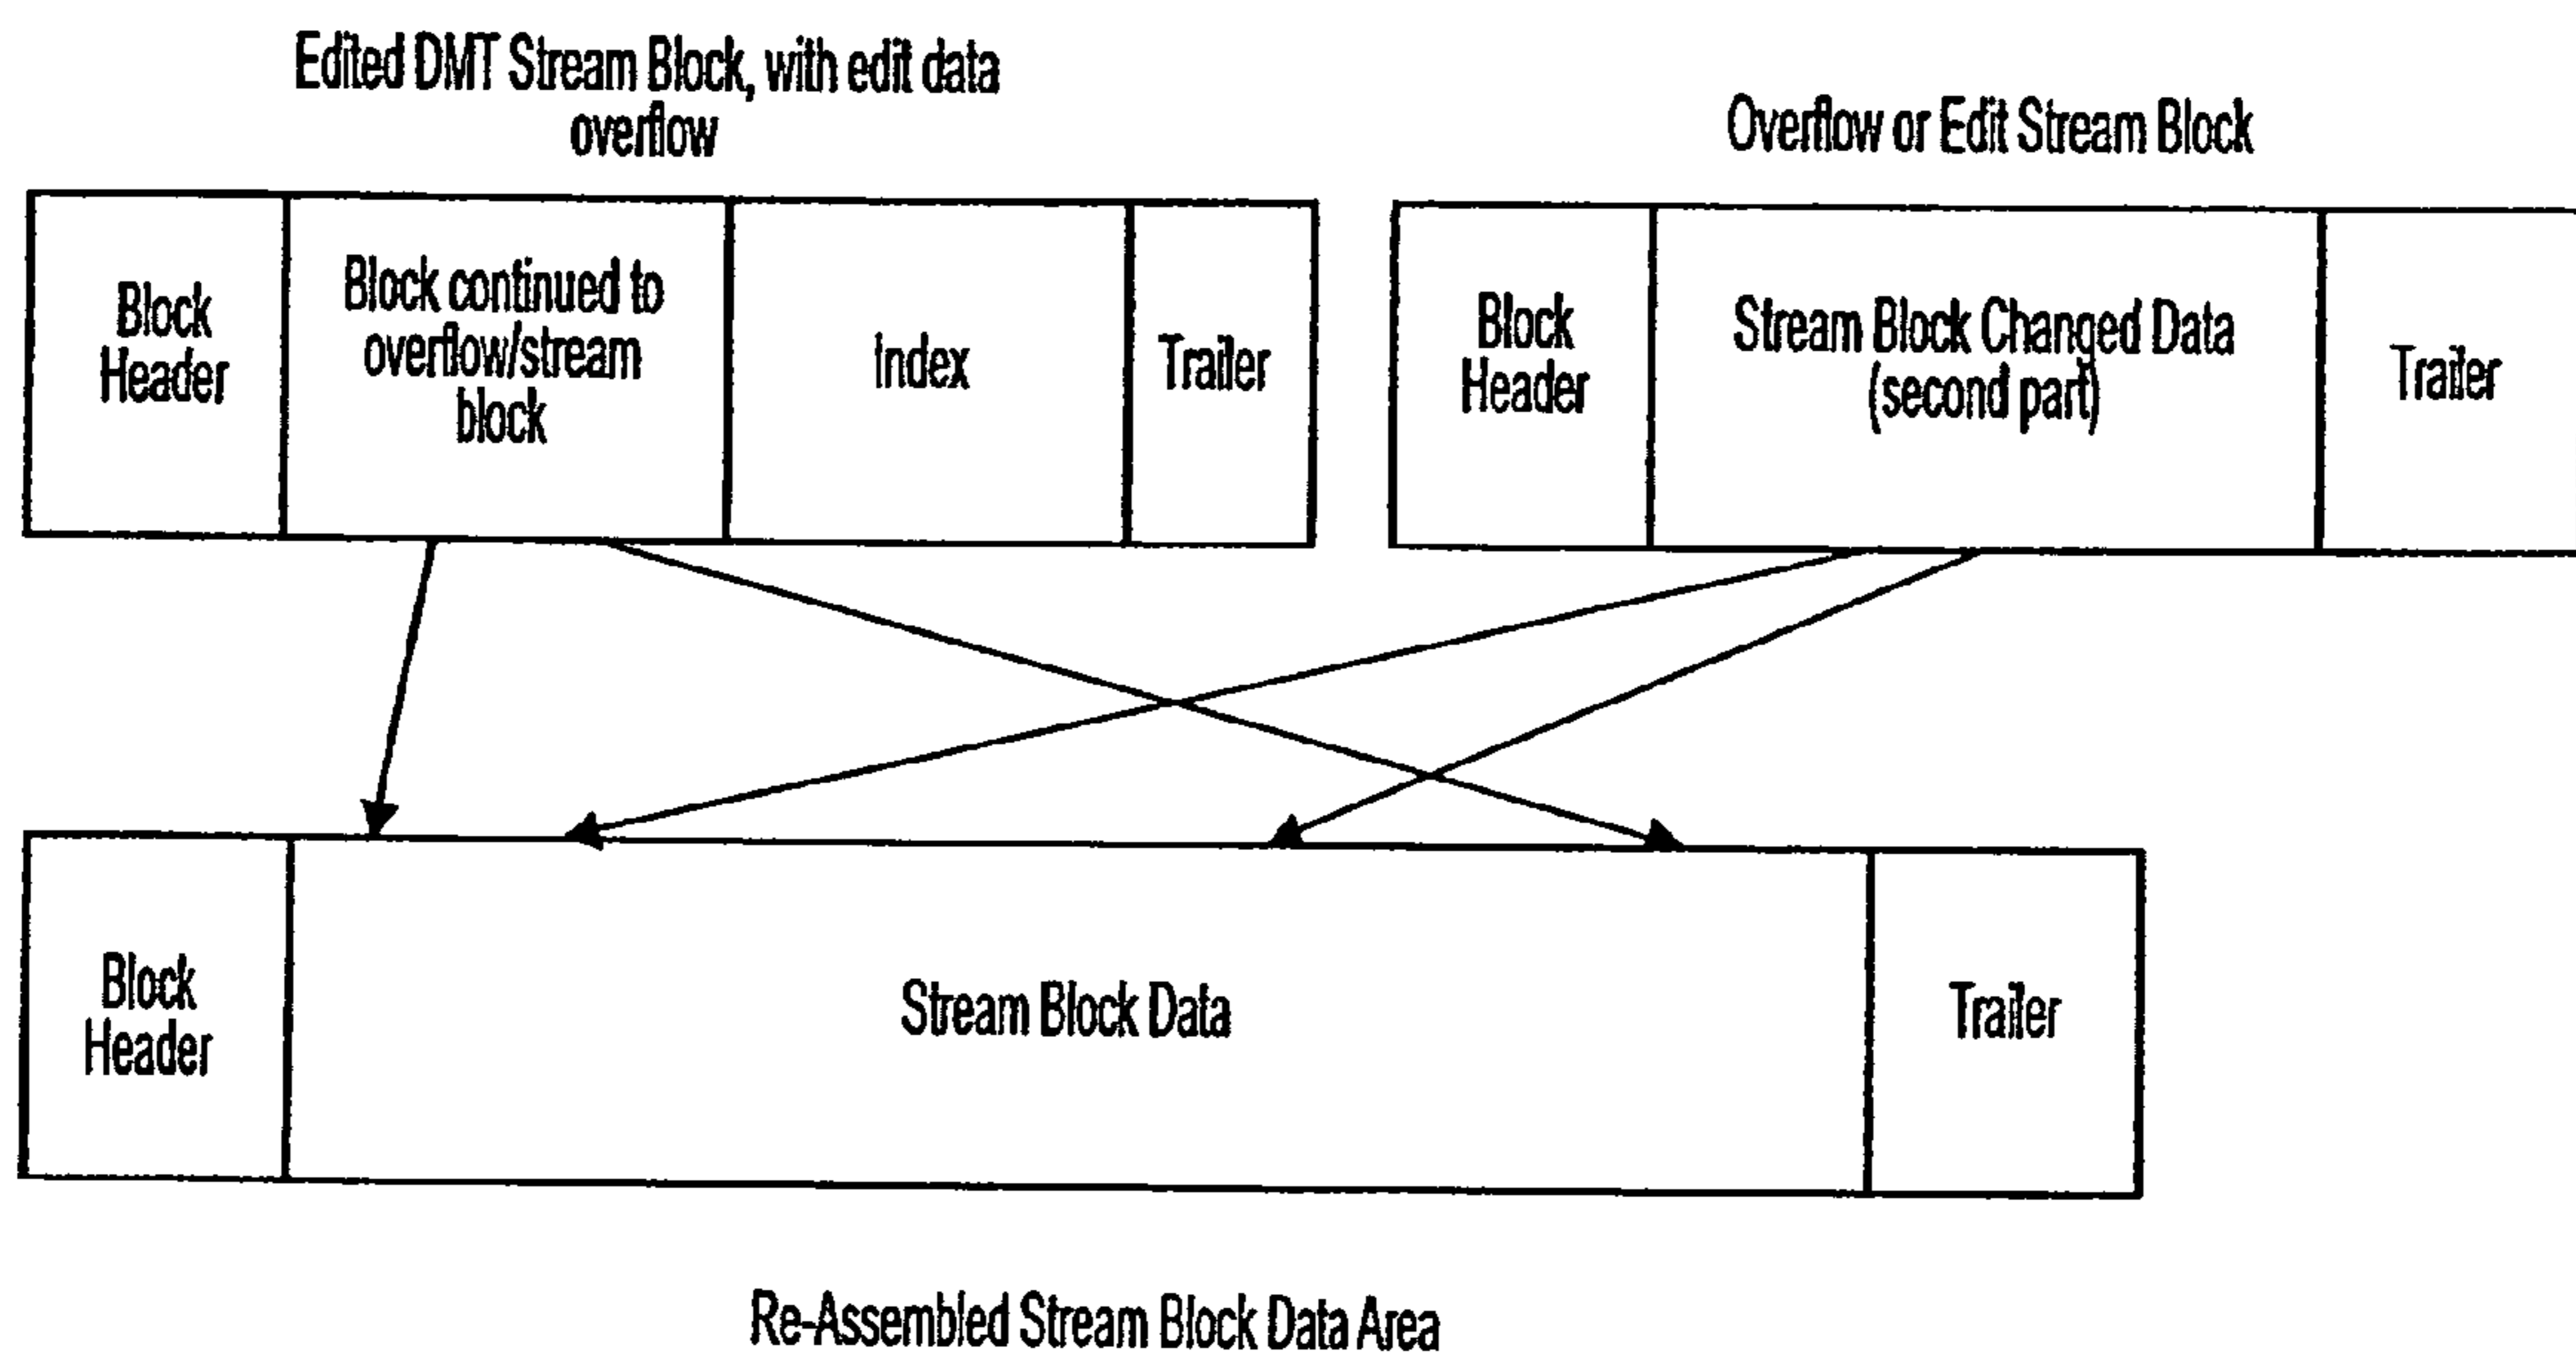 Edited DMT Stream Block, with edit data
overflow
Overflow or Edit Stream Block
Block
Header
Block continued to
overflow/stream
block
Index
Trailer
Block
Header
Stream Block Changed Data
(second part)
Trailer
Block
Header
Stream Block Data
Trailer
Re-Assembled Stream Block Data Area